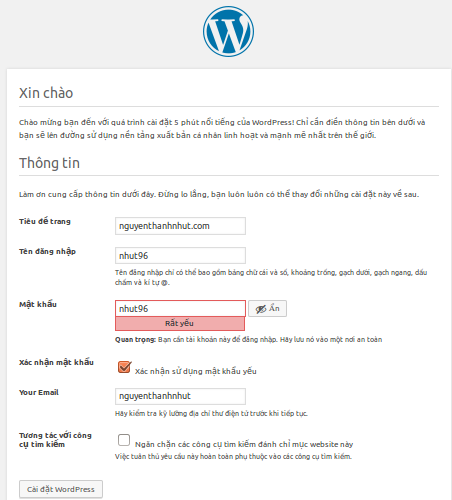 Xin chào
Chào mừng bạn đến với quá trình cài đặt 5 phút nổi tiếng của WordPress! Chỉ cần điền thông tin bên dưới và
bạn sẽ lên đường sử dụng nền tảng xuất bản cá nhân linh hoạt và mạnh mẽ nhất trên thế giới.
Thông tin
Làm ơn cung cấp thông tin dưới đây. Đừng lo lắng, bạn luôn luôn có thể thay đổi những cài đặt này về sau.
Tiêu đề trang
nguyenthanhnhut.com
Tên đăng nhập
nhut96
Tên đăng nhập chỉ có thể bao gồm bảng chữ cái và số, khoảng trống, gạch dưới, gạch ngang, dấu
chấm và kí tự @.
Mật khẩu
nhut96
Ẩn
Rất yếu
Quan trọng: Bạn cần tài khoản này để đăng nhập. Hãy lưu nó vào một nơi an toàn
Xác nhận mật khẩu
Xác nhận sử dụng mật khẩu yếu
Your Email
nguyenthanhnhut
Hãy kiểm tra kỹ lưỡng địa chỉ thư điện tử trước khi tiếp tục.
Tương tác với công
cụ tìm kiếm
Ngăn chặn các công cụ tìm kiếm đánh chỉ mục website này
Việc tuân thủ yêu cầu này hoàn toàn phụ thuộc vào các công cụ tìm kiếm.
Cài đặt WordPress